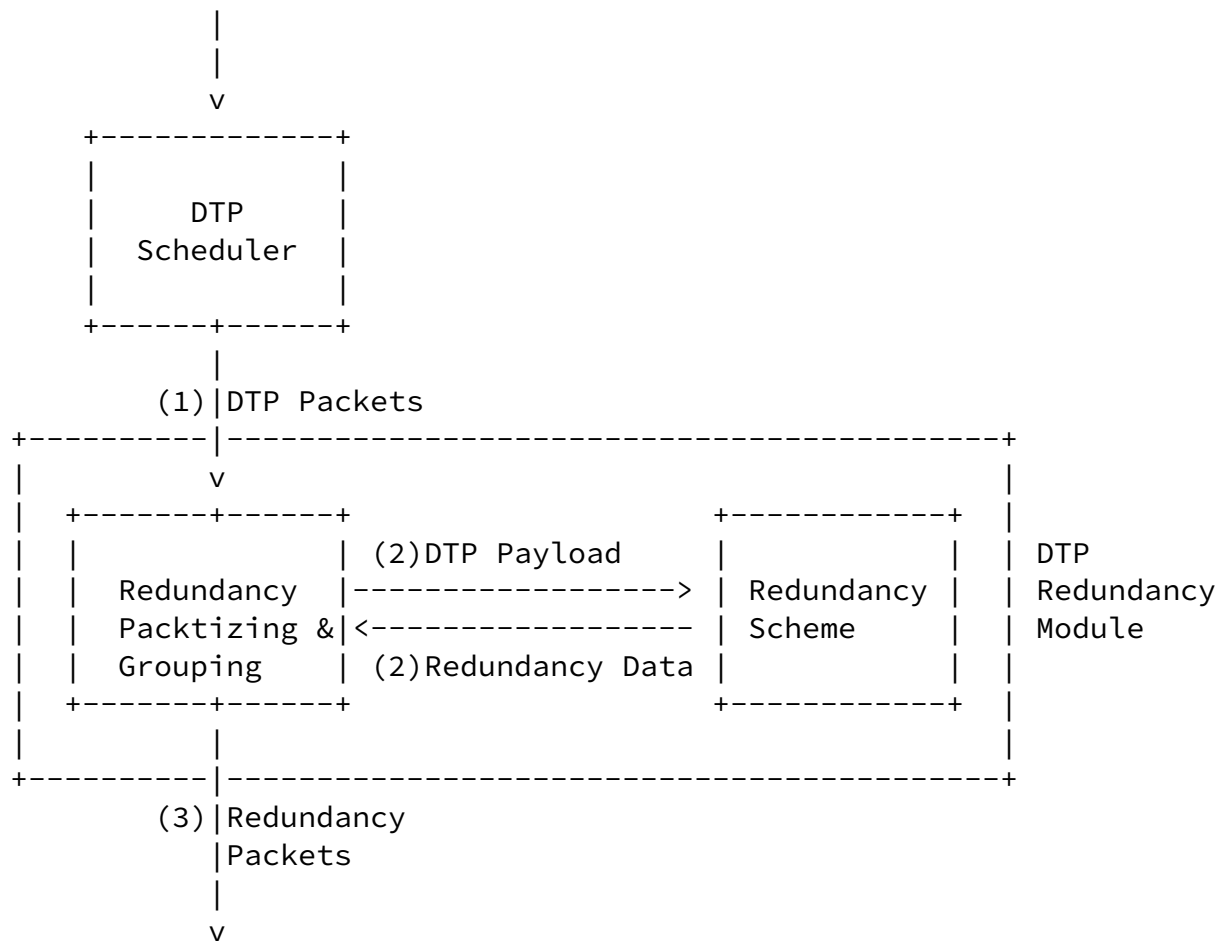 DTP
Scheduler
(1) DTP Packets
(2)DTP Payload
DTP
Redundancy
Redundancy
Redundancy
Packtizing &
Scheme
Module
Grouping
(2)Redundancy Data
(3) Redundancy
Packets